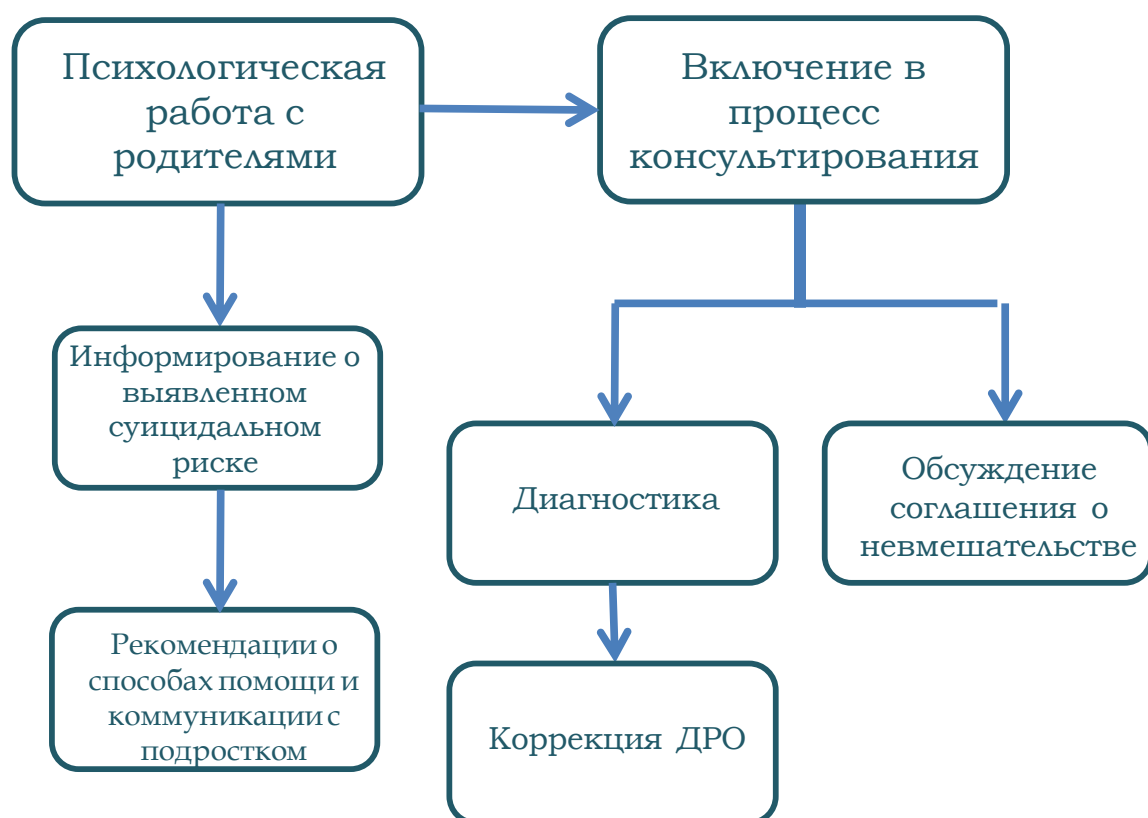 Психологическая
работа с
родителями
Включение в
процесс
консультирования
Информирование о
выявленном
суицидальном
риске
Диагностика
Обсуждение
соглашения о
невмешательстве
Рекомендации о
способах помощи и
коммуникации с
подростком
Коррекция ДРО